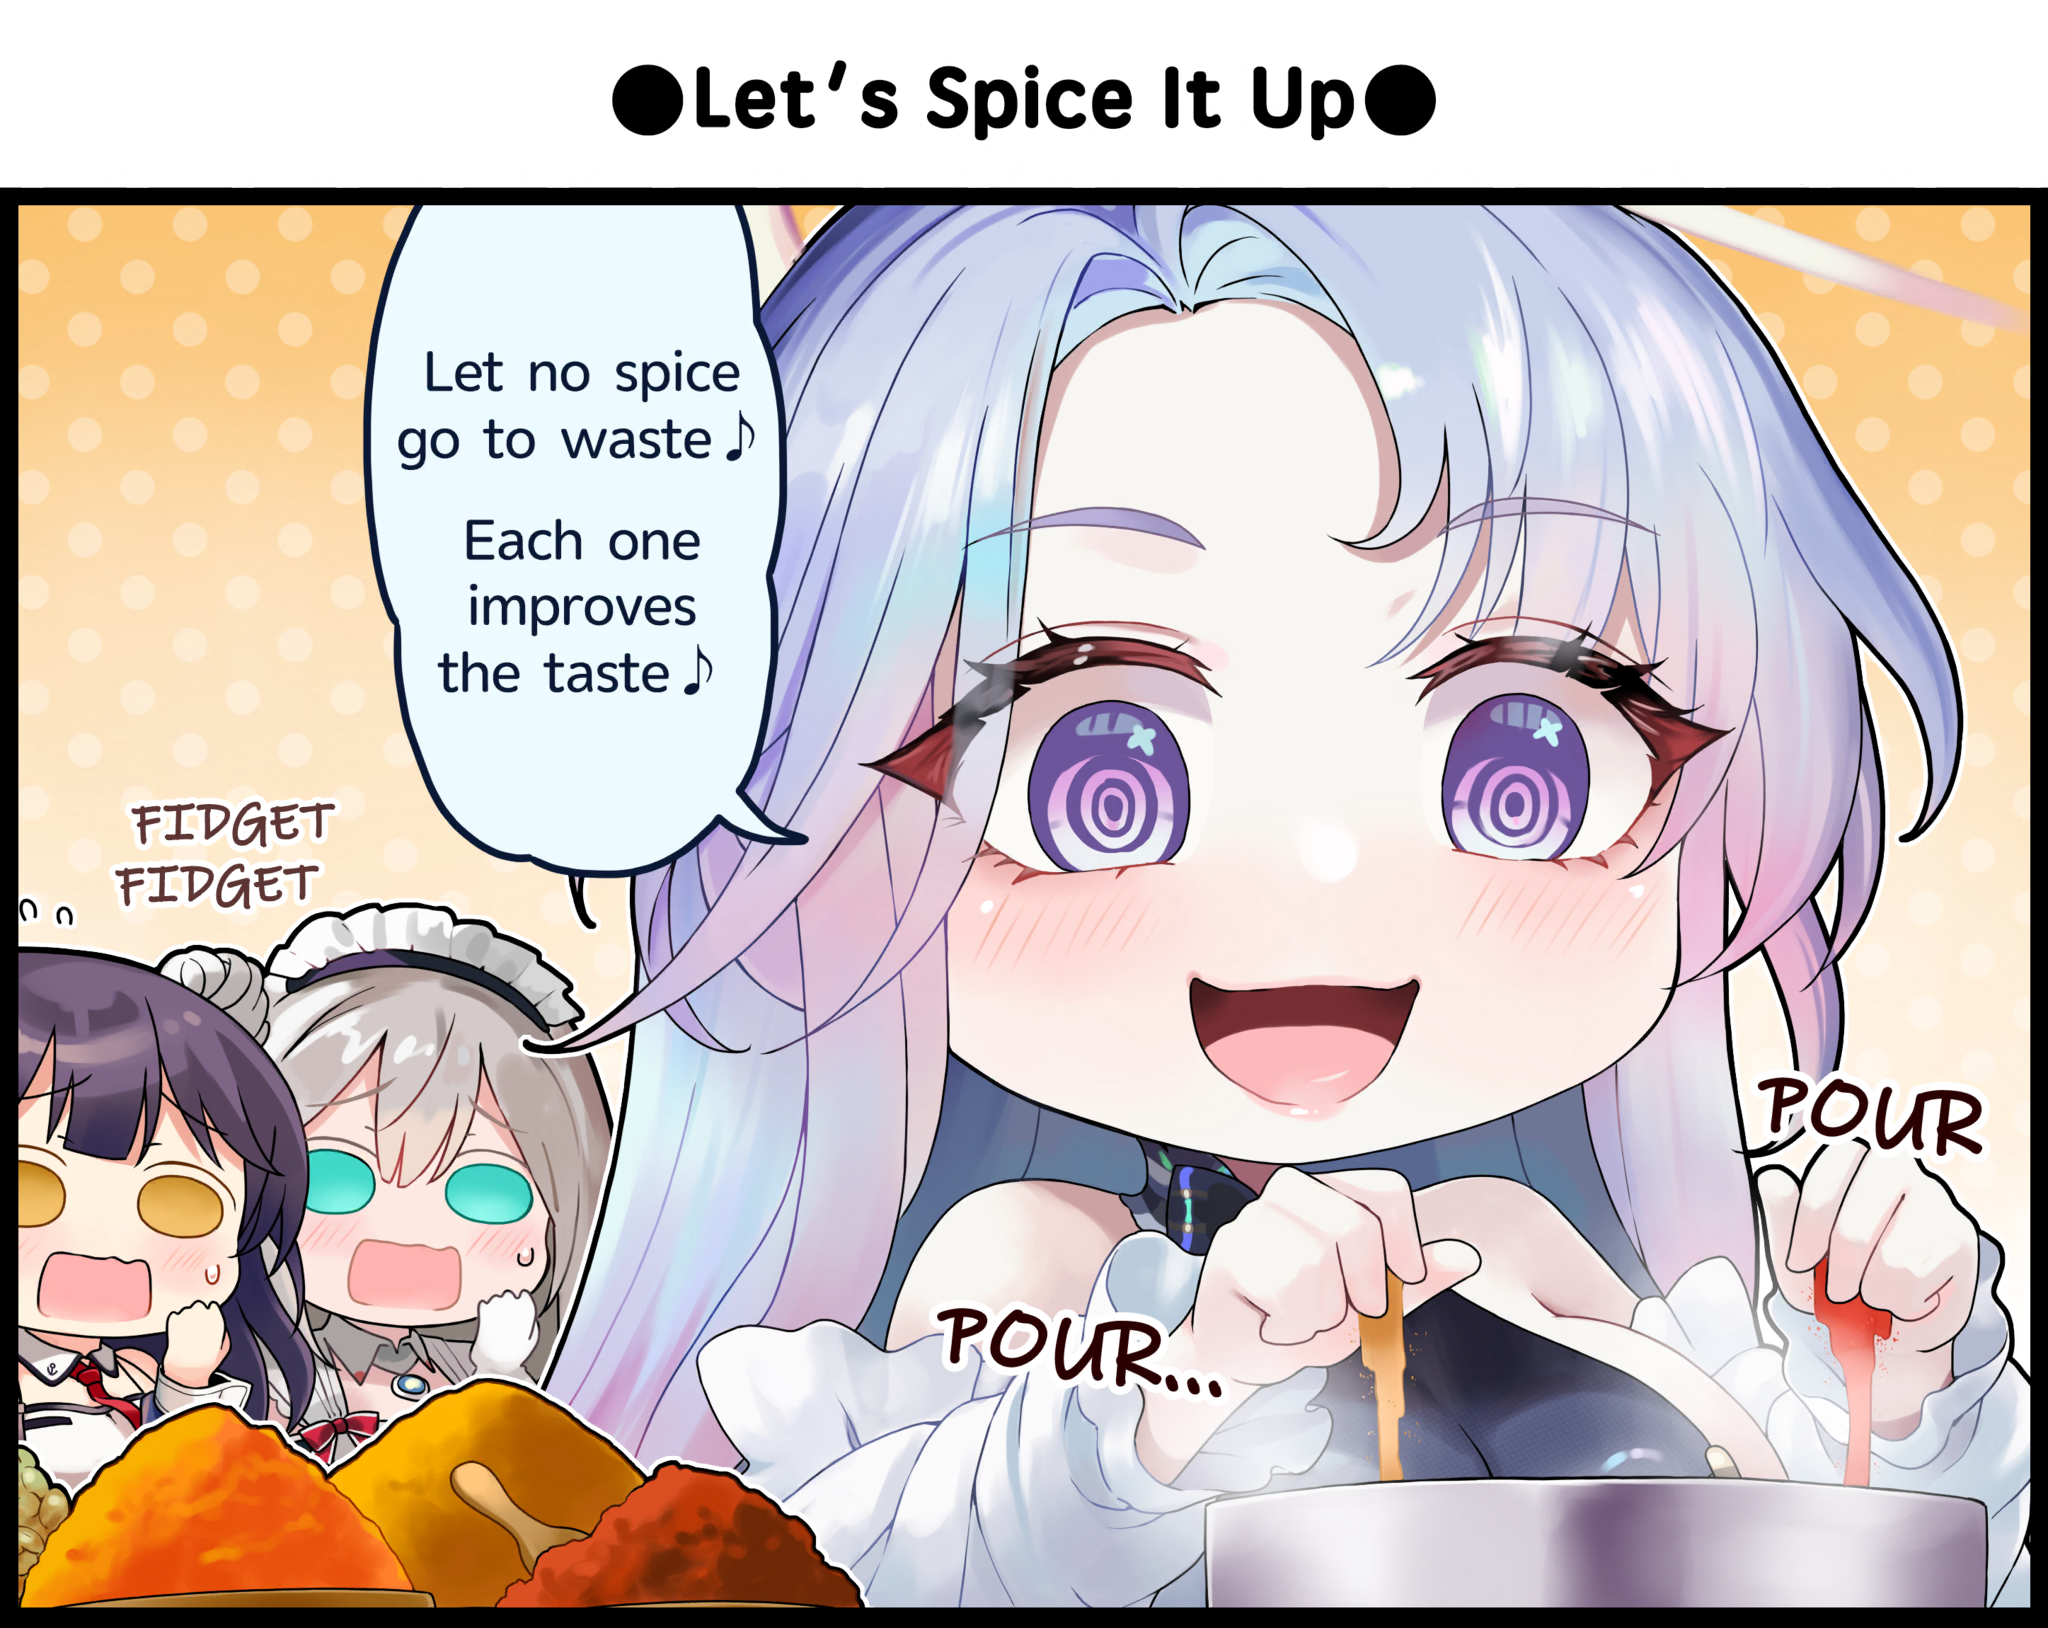 ●Let's Spice It Up●
Let no spice
go to waste♪
Each one
improves
the taste♪
FIDGET
FIDGET
POUR
POUR...